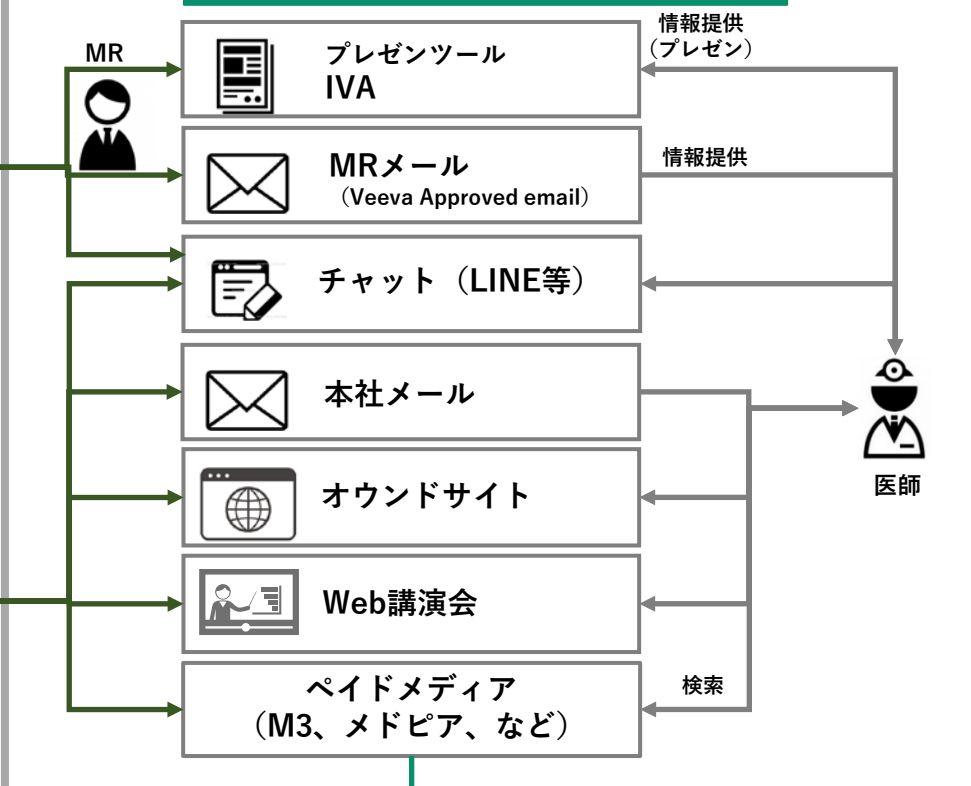 情報提供
（プレゼン）
MR
プレゼンツール
IVA
MRメール
（Veeva Approved email）
情報提供
チャット（LINE等）
本社メール
医師
オウンドサイト
Web講演会
ペイドメディア
（M3、メドピア、など）
検索